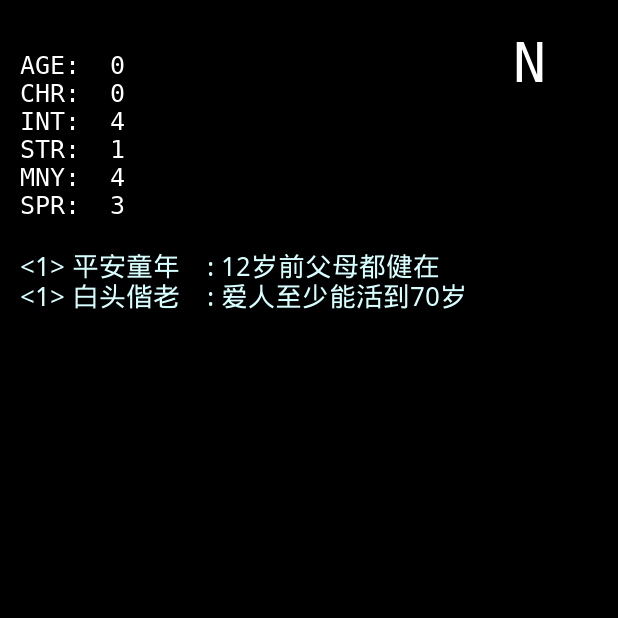 N
AGE: 0
CHR: 0
INT: 4
STR: 1
MNY: 4
SPR: 3
<1> 平安童年 : 12岁前父母都健在
<1> 白头偕老 : 爱人至少能活到70岁